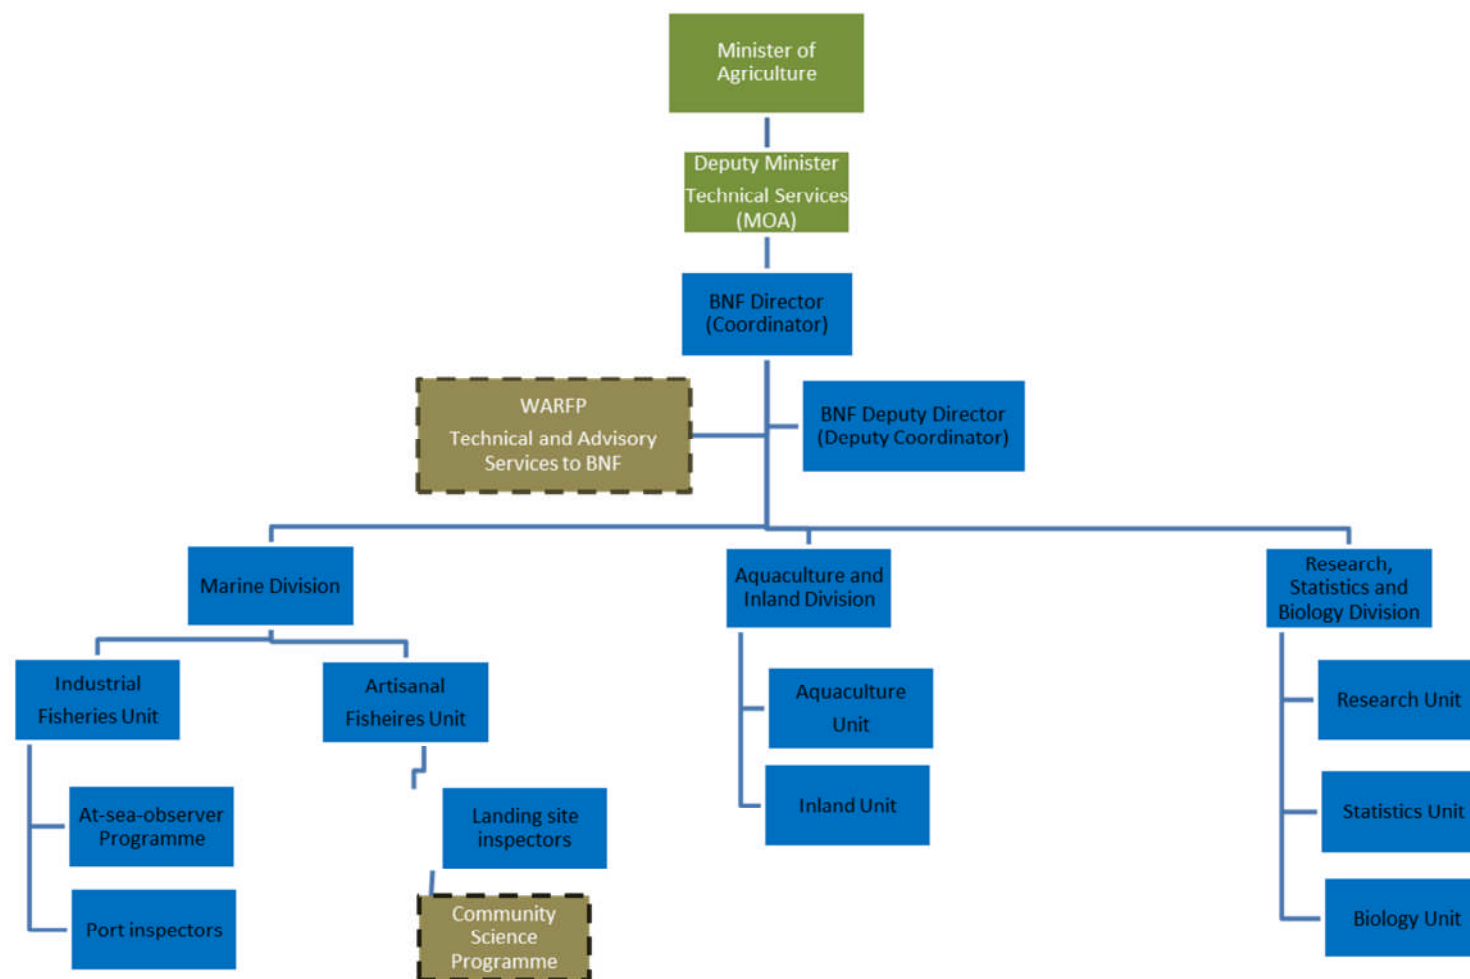 Minister of
Agriculture
Deputy Minister
Technical Services
(MOA)
BNF Director
(Coordinator)
WARFP
Technical and Advisory
Services to BNF
BNF Deputy Director
(Deputy Coordinator)
Marine Division
Aquaculture and
Inland Division
Research,
Statistics and
Biology Division
Industrial
Fisheries Unit
Artisanal
Fisheires Unit
Aquaculture
Unit
Research Unit
At-sea-observer
Programme
Landing site
inspectors
Inland Unit
Statistics Unit
Port inspectors
Community
Science
Programme
Biology Unit